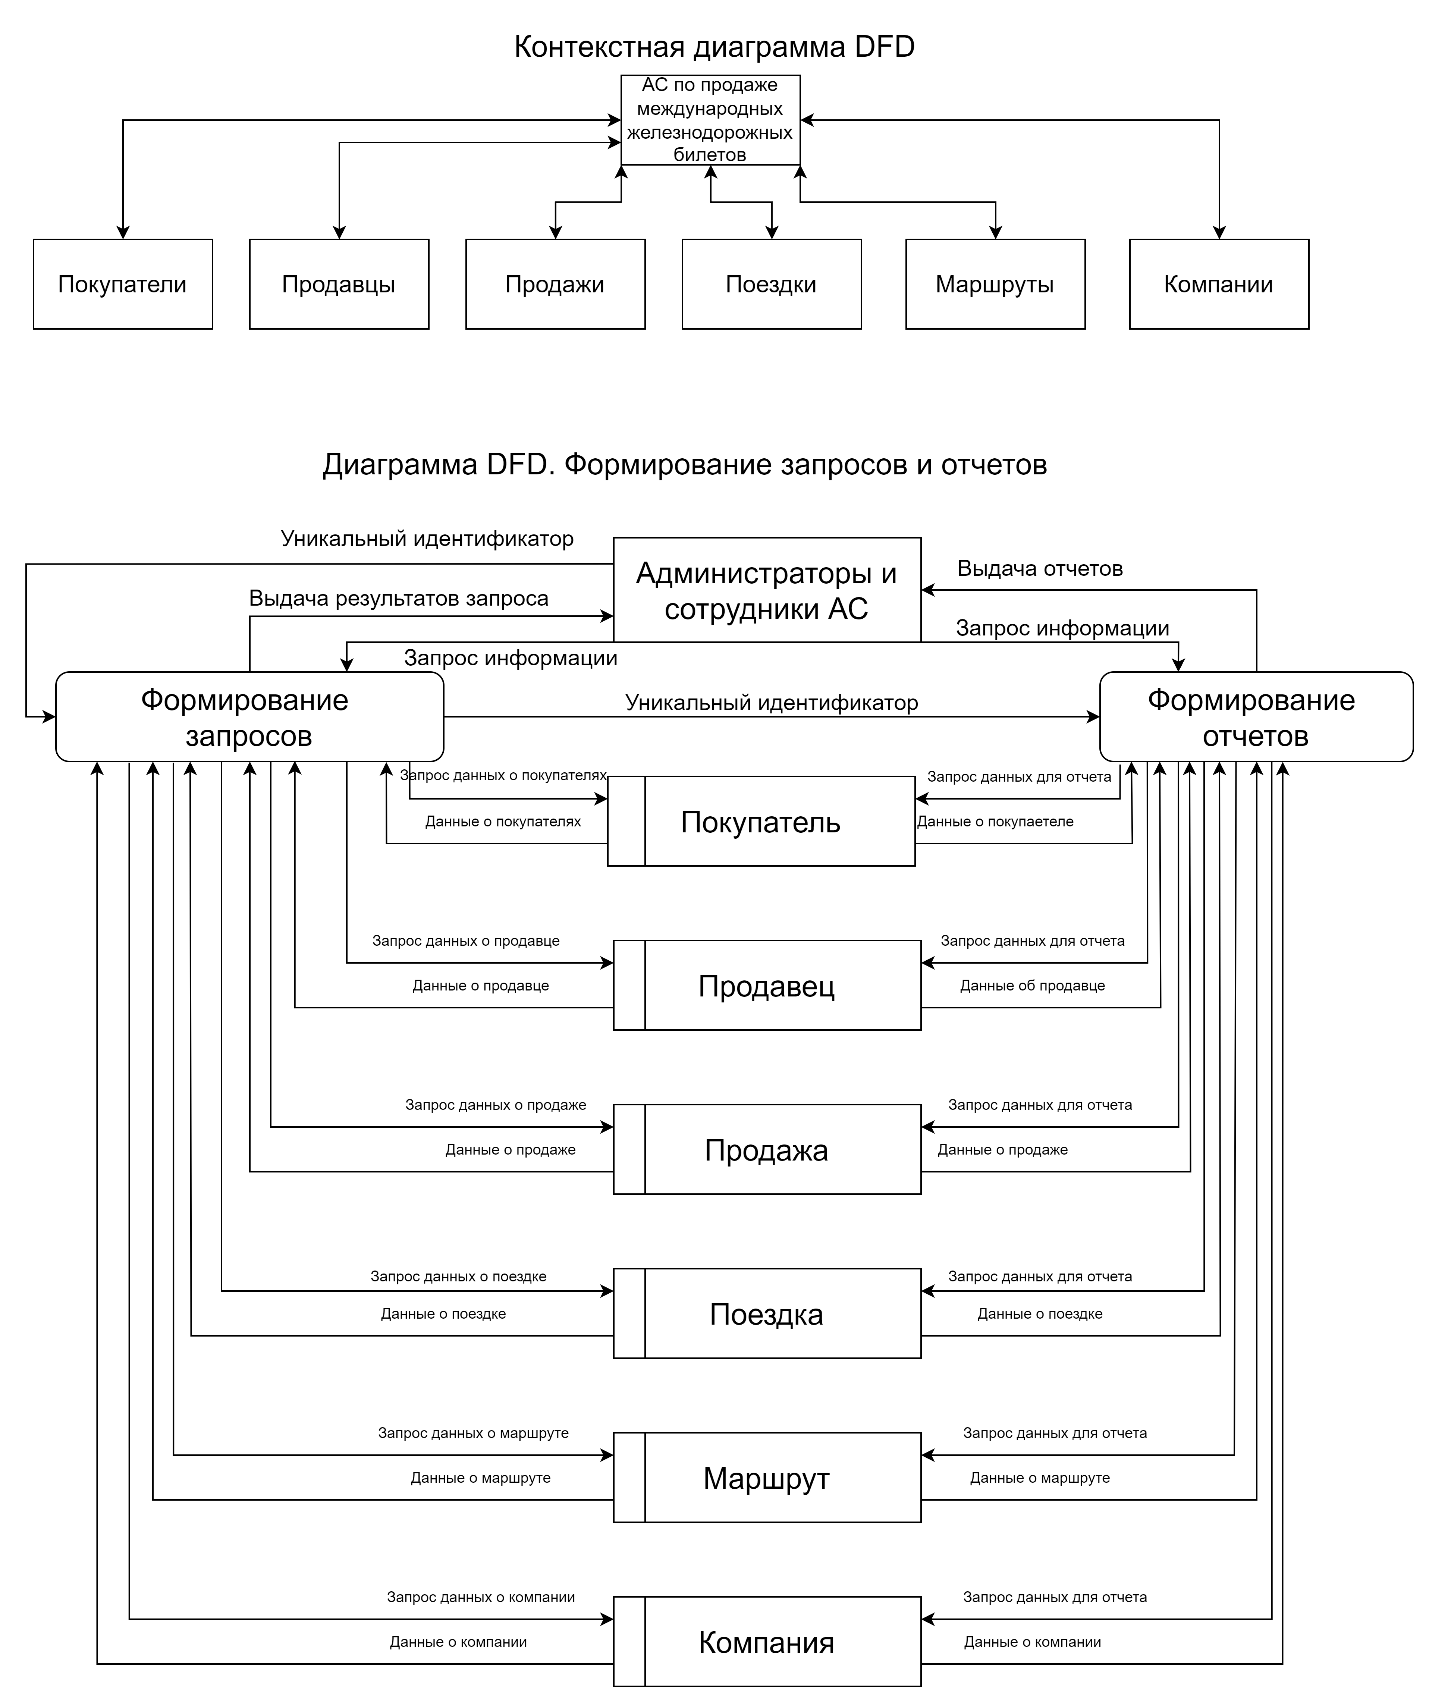 Контекстная диаграмма DFD
АС по продаже
международных
железнодорожных
билетов
Покупатели
Продавцы
Продажи
Поездки
Маршруты
Компании
Диаграмма DFD. Формирование запросов и отчетов
Уникальный идентификатор
Администраторы и
сотрудники АС
Выдача отчетов
Выдача результатов запроса
Запрос информации
Запрос информации
Формирование
запросов
Уникальный идентификатор
Формирование
отчетов
Запрос данных о покупателях
Запрос данных для отчета
Покупатель
Данные о покупателях
Данные о покупаетеле
Запрос данных о продавце
Запрос данных для отчета
Продавец
Данные о продавце
Данные об продавце
Запрос данных о продаже
Запрос данных для отчета
Продажа
Данные о продаже
Данные о продаже
Запрос данных о поездке
Запрос данных для отчета
Поездка
Данные о поездке
Данные о поездке
Запрос данных о маршруте
Запрос данных для отчета
Маршрут
Данные о маршруте
Данные о маршруте
Запрос данных о компании
Запрос данных для отчета
Компания
Данные о компании
Данные о компании